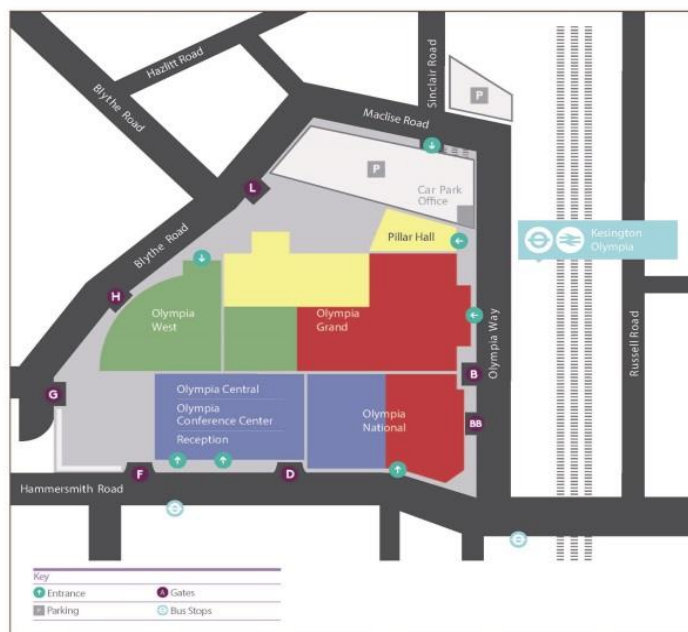 Hazlitt Road
Blythe Road
Sinclair Road
P
Maclise Road
P
L
Car Park
Office
Pillar Hall
Kesington
Olympia
Blythe Road
H
Olympia
West
Olympia
Grand
Olympia Way
Russell Road
B
G
Olympia Central
Olympia
Conference Center
Reception
Olympia
National
BB
F
D
Hammersmith Road
Key
Entrance
A Gates
P Parking
Bus Stops